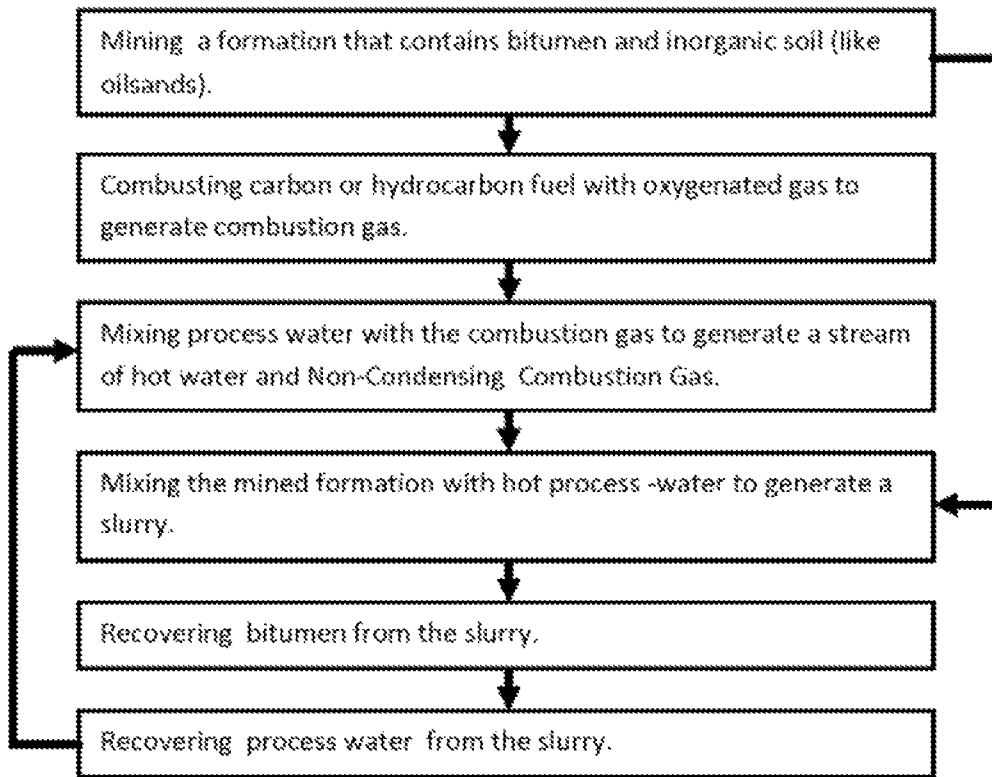 Mining a formation that contains bitumen and inorganic soil (like
oilsands).
Combusting carbon or hydrocarbon fuel with oxygenated gas to
generate combustion gas.
Mixing process water with the combustion gas to generate a stream
of hot water and Non-Condensing Combustion Gas.
Mixing the mined formation with hot process -water to generate a
slurry.
Recovering bitumen from the slurry.
Recovering process water from the slurry.